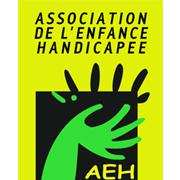 ASSOCIATION
DE L'ENFANCE
HANDICAPEE
AEH